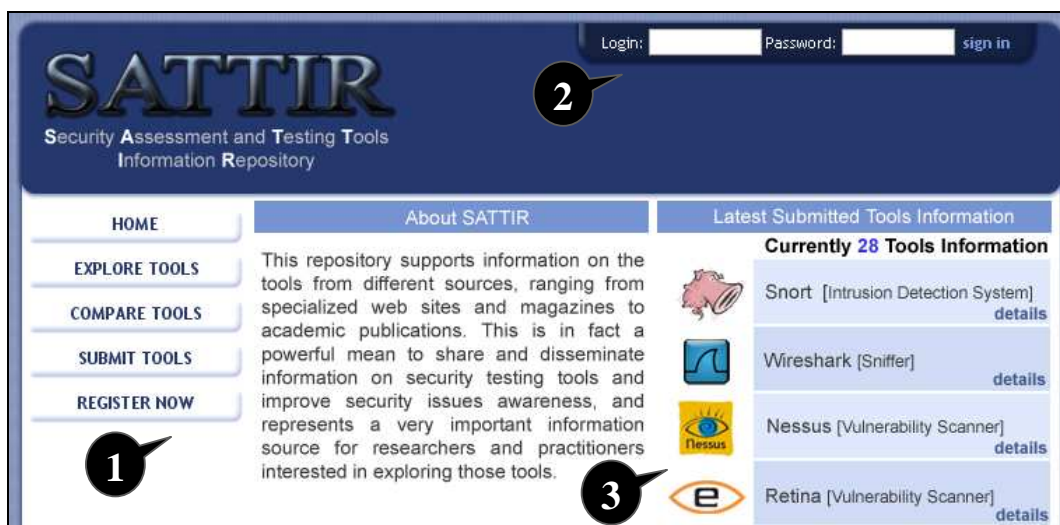 Login: Password: sign in
2
SATTIR
Security Assessment and Testing Tools
Information Repository
HOME
EXPLORE TOOLS
COMPARE TOOLS
SUBMIT TOOLS
REGISTER NOW
1
About SATTIR
This repository supports information on the
tools from different sources, ranging from
specialized web sites and magazines to
academic publications. This is in fact a
powerful mean to share and disseminate
information on security testing tools and
improve security issues awareness, and
represents a very important information
source for researchers and practitioners
interested in exploring those tools.
Latest Submitted Tools Information
Currently 28 Tools Information
Snort [Intrusion Detection System]
details
Wireshark [Sniffer]
details
Nessus
Nessus [Vulnerability Scanner]
details
3
e
Retina [Vulnerability Scanner]
details